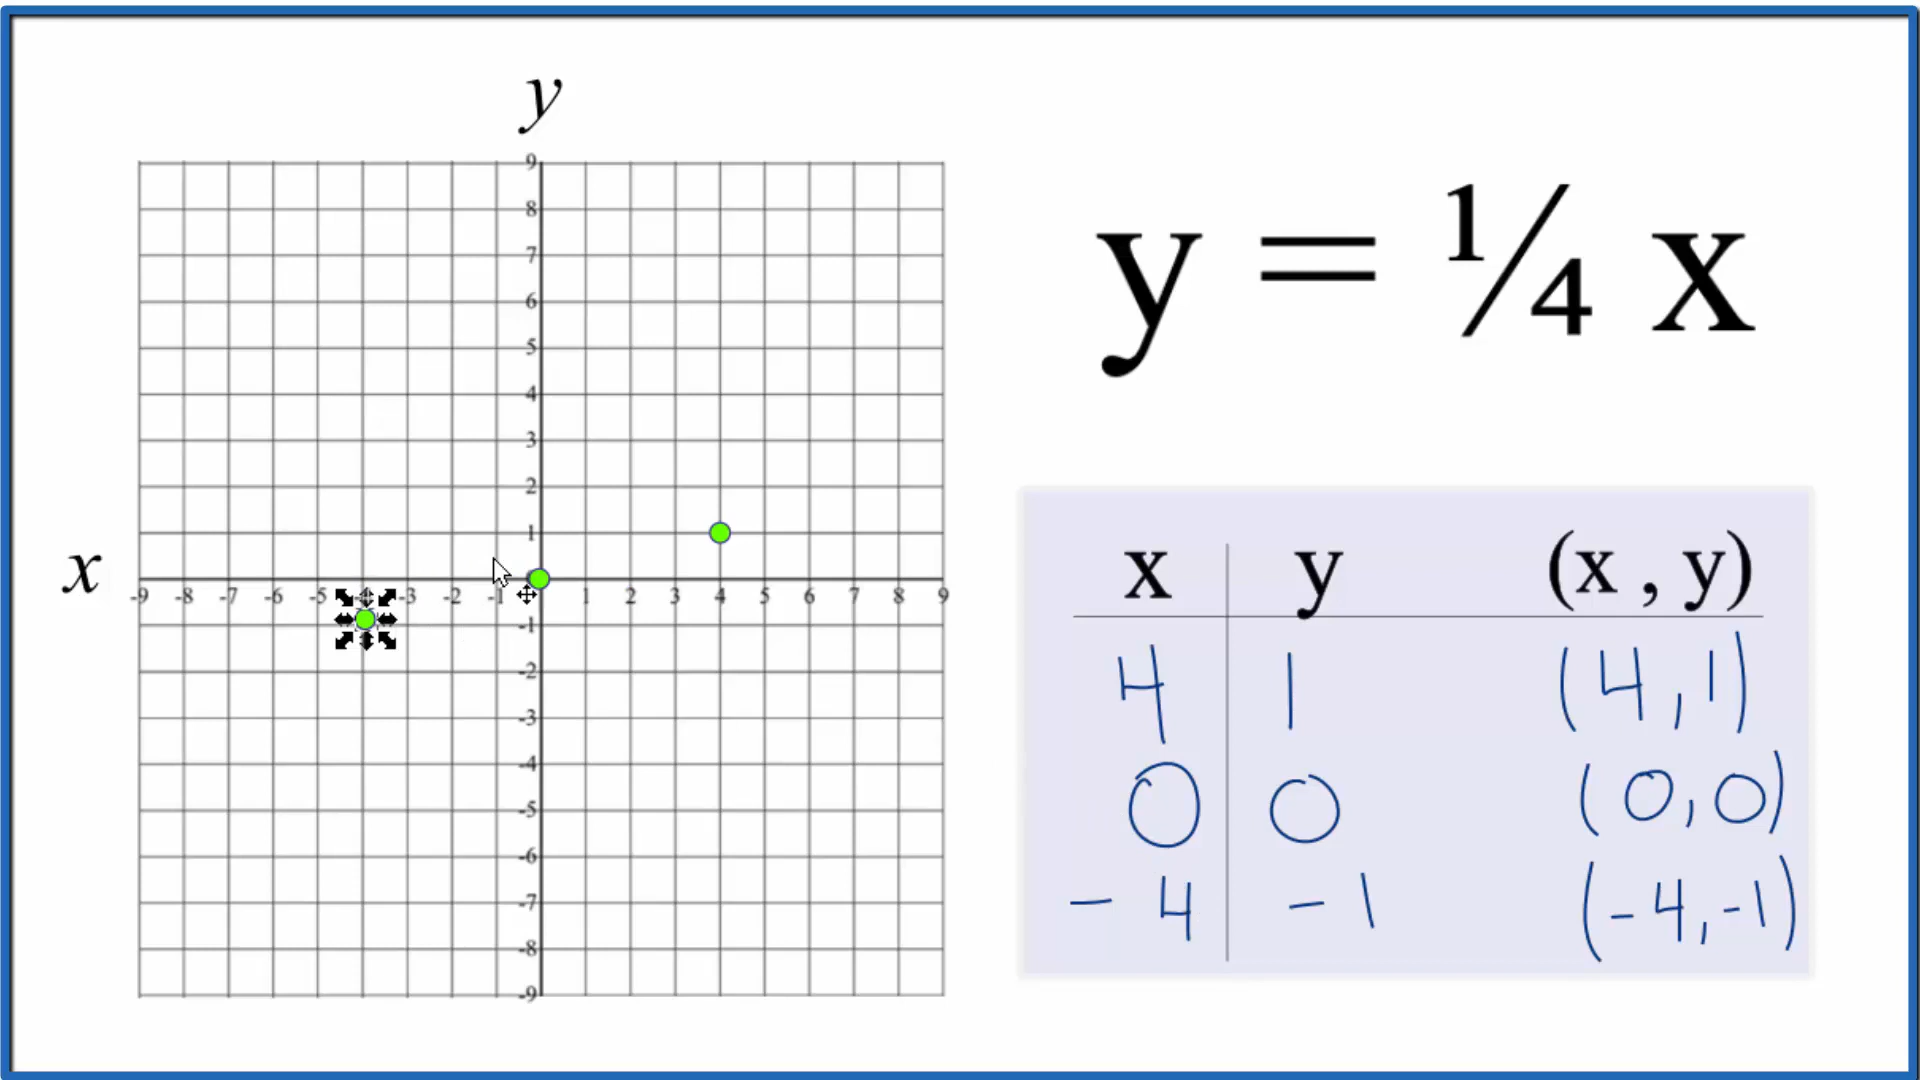 y
9
8
7
6
5
4
3
2
1
x
-9 -8 -7 -6 -5 -3 -2 -1 1 2 3 4 5 6 7 8 9
-1
-2
-3
-4
-5
-6
-7
-8
-9
y = ¼ x
x y (x , y)
4 1 (4,1)
0 0 (0,0)
-4 -1 (-4,-1)